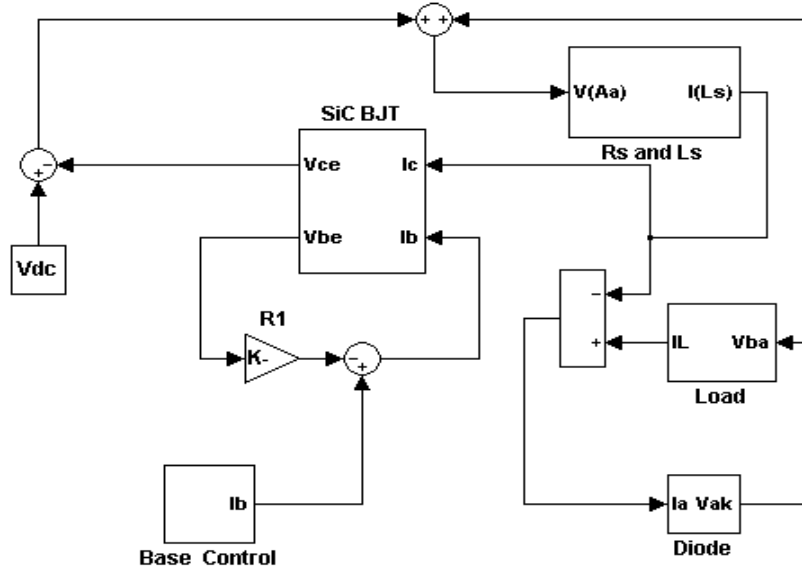 + +
V(Aa) I(Ls)
Rs and Ls
SiC BJT
Vce Ic
Vbe Ib
-
+
Vdc
R1
K-
-
+
-
+
IL Vba
Load
Ib
Base Control
Ia Vak
Diode